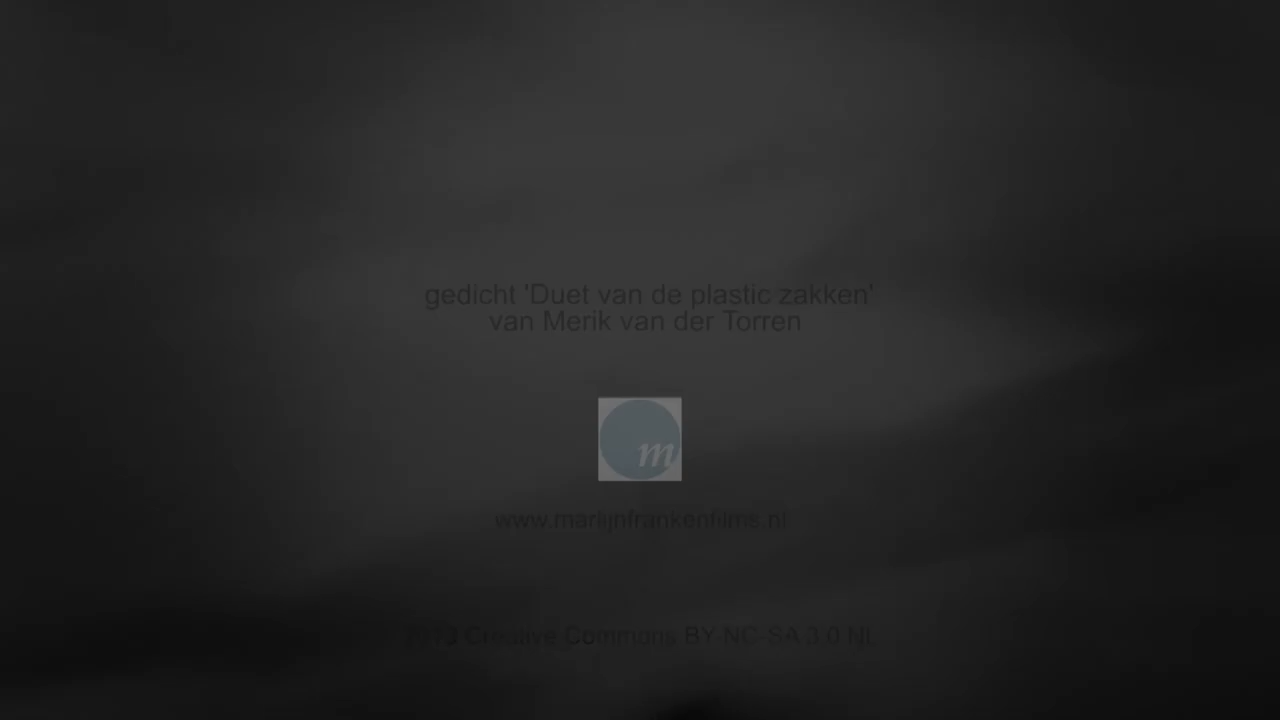 gedicht 'Duet van de plastic zakken'
van Merik van der Torren
m
www.marlijnfrankenfilms.nl
2013 Creative Commons BY NC-SA 3.0 NL